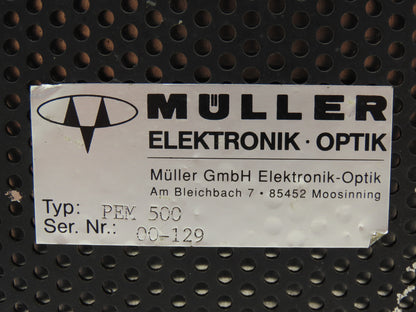 MÜLLER
ELEKTRONIK · OPTIK
Müller GmbH Elektronik-Optik
Am Bleichbach 7 · 85452 Moosinning
Typ: PEM 500
Ser. Nr.: 00-129